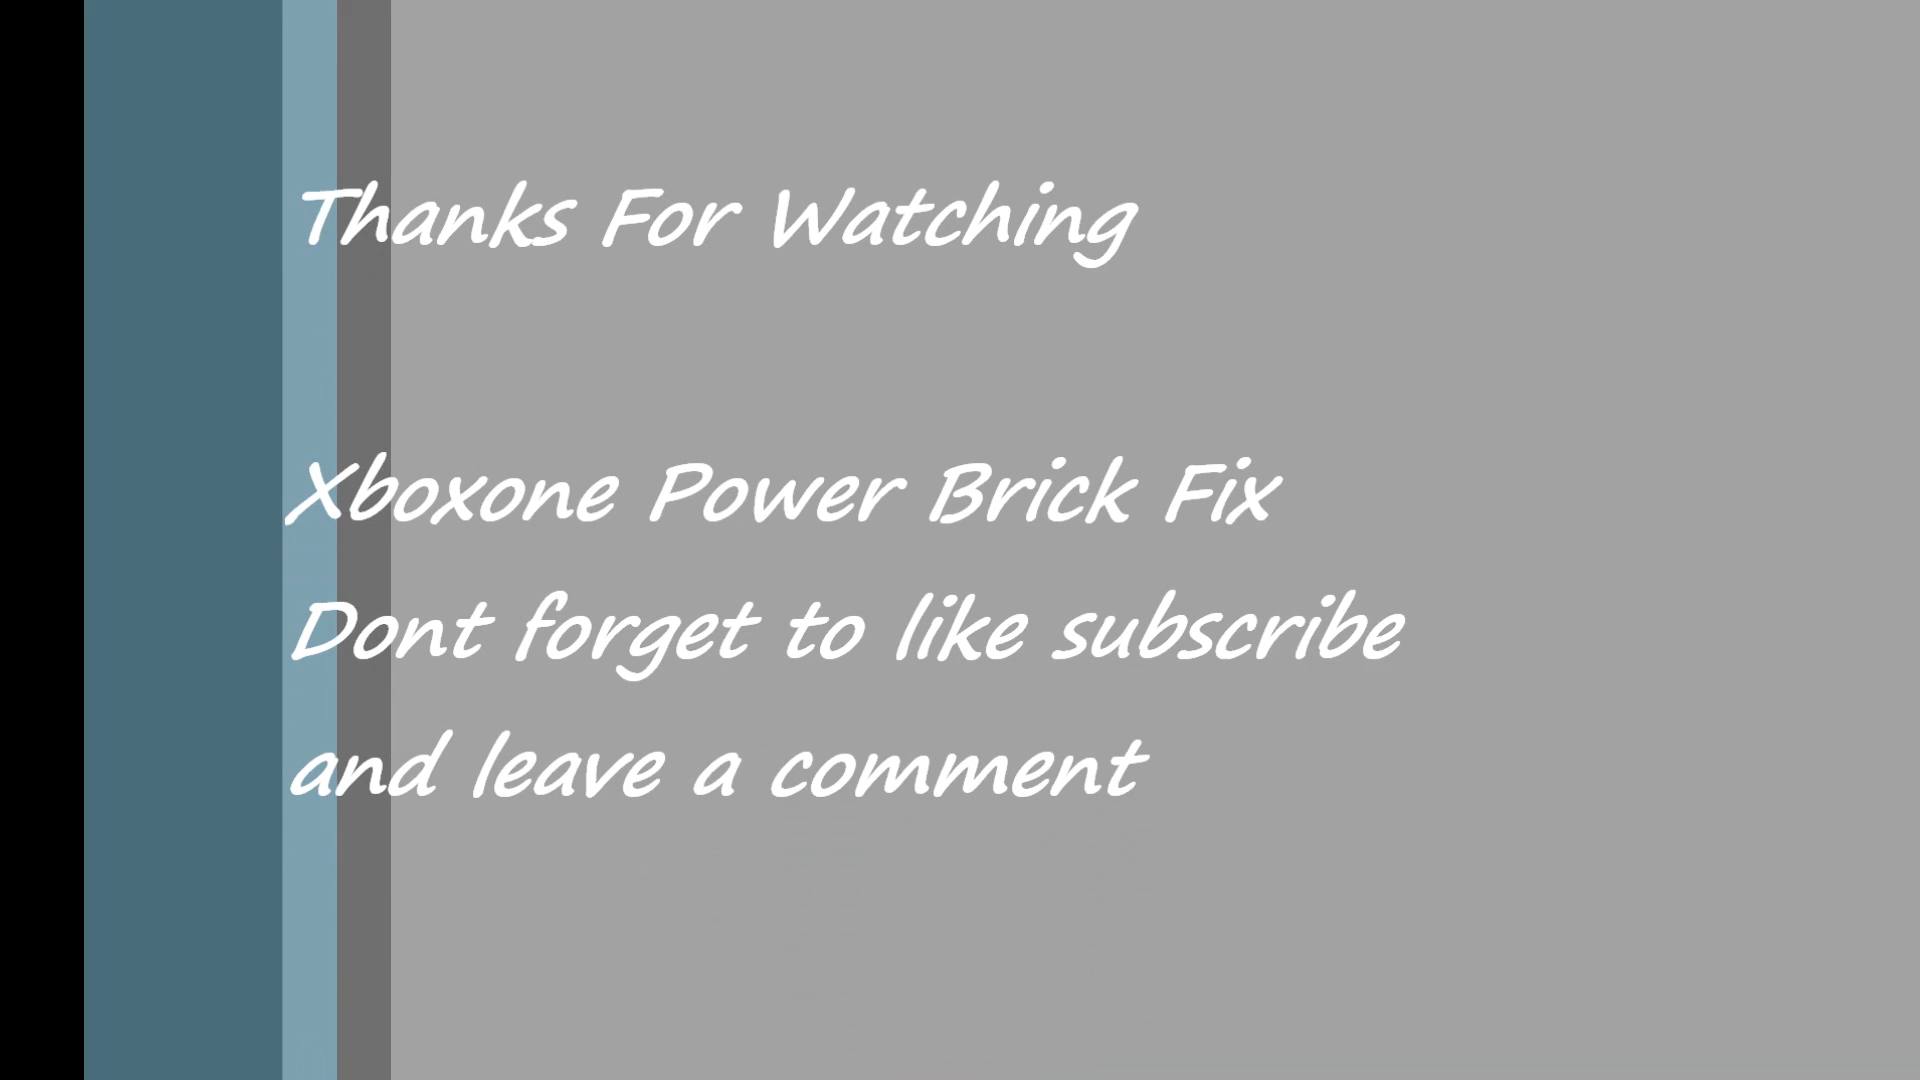 Thanks For Watching
Xboxone Power Brick Fix
Dont forget to like subscribe
and leave a comment